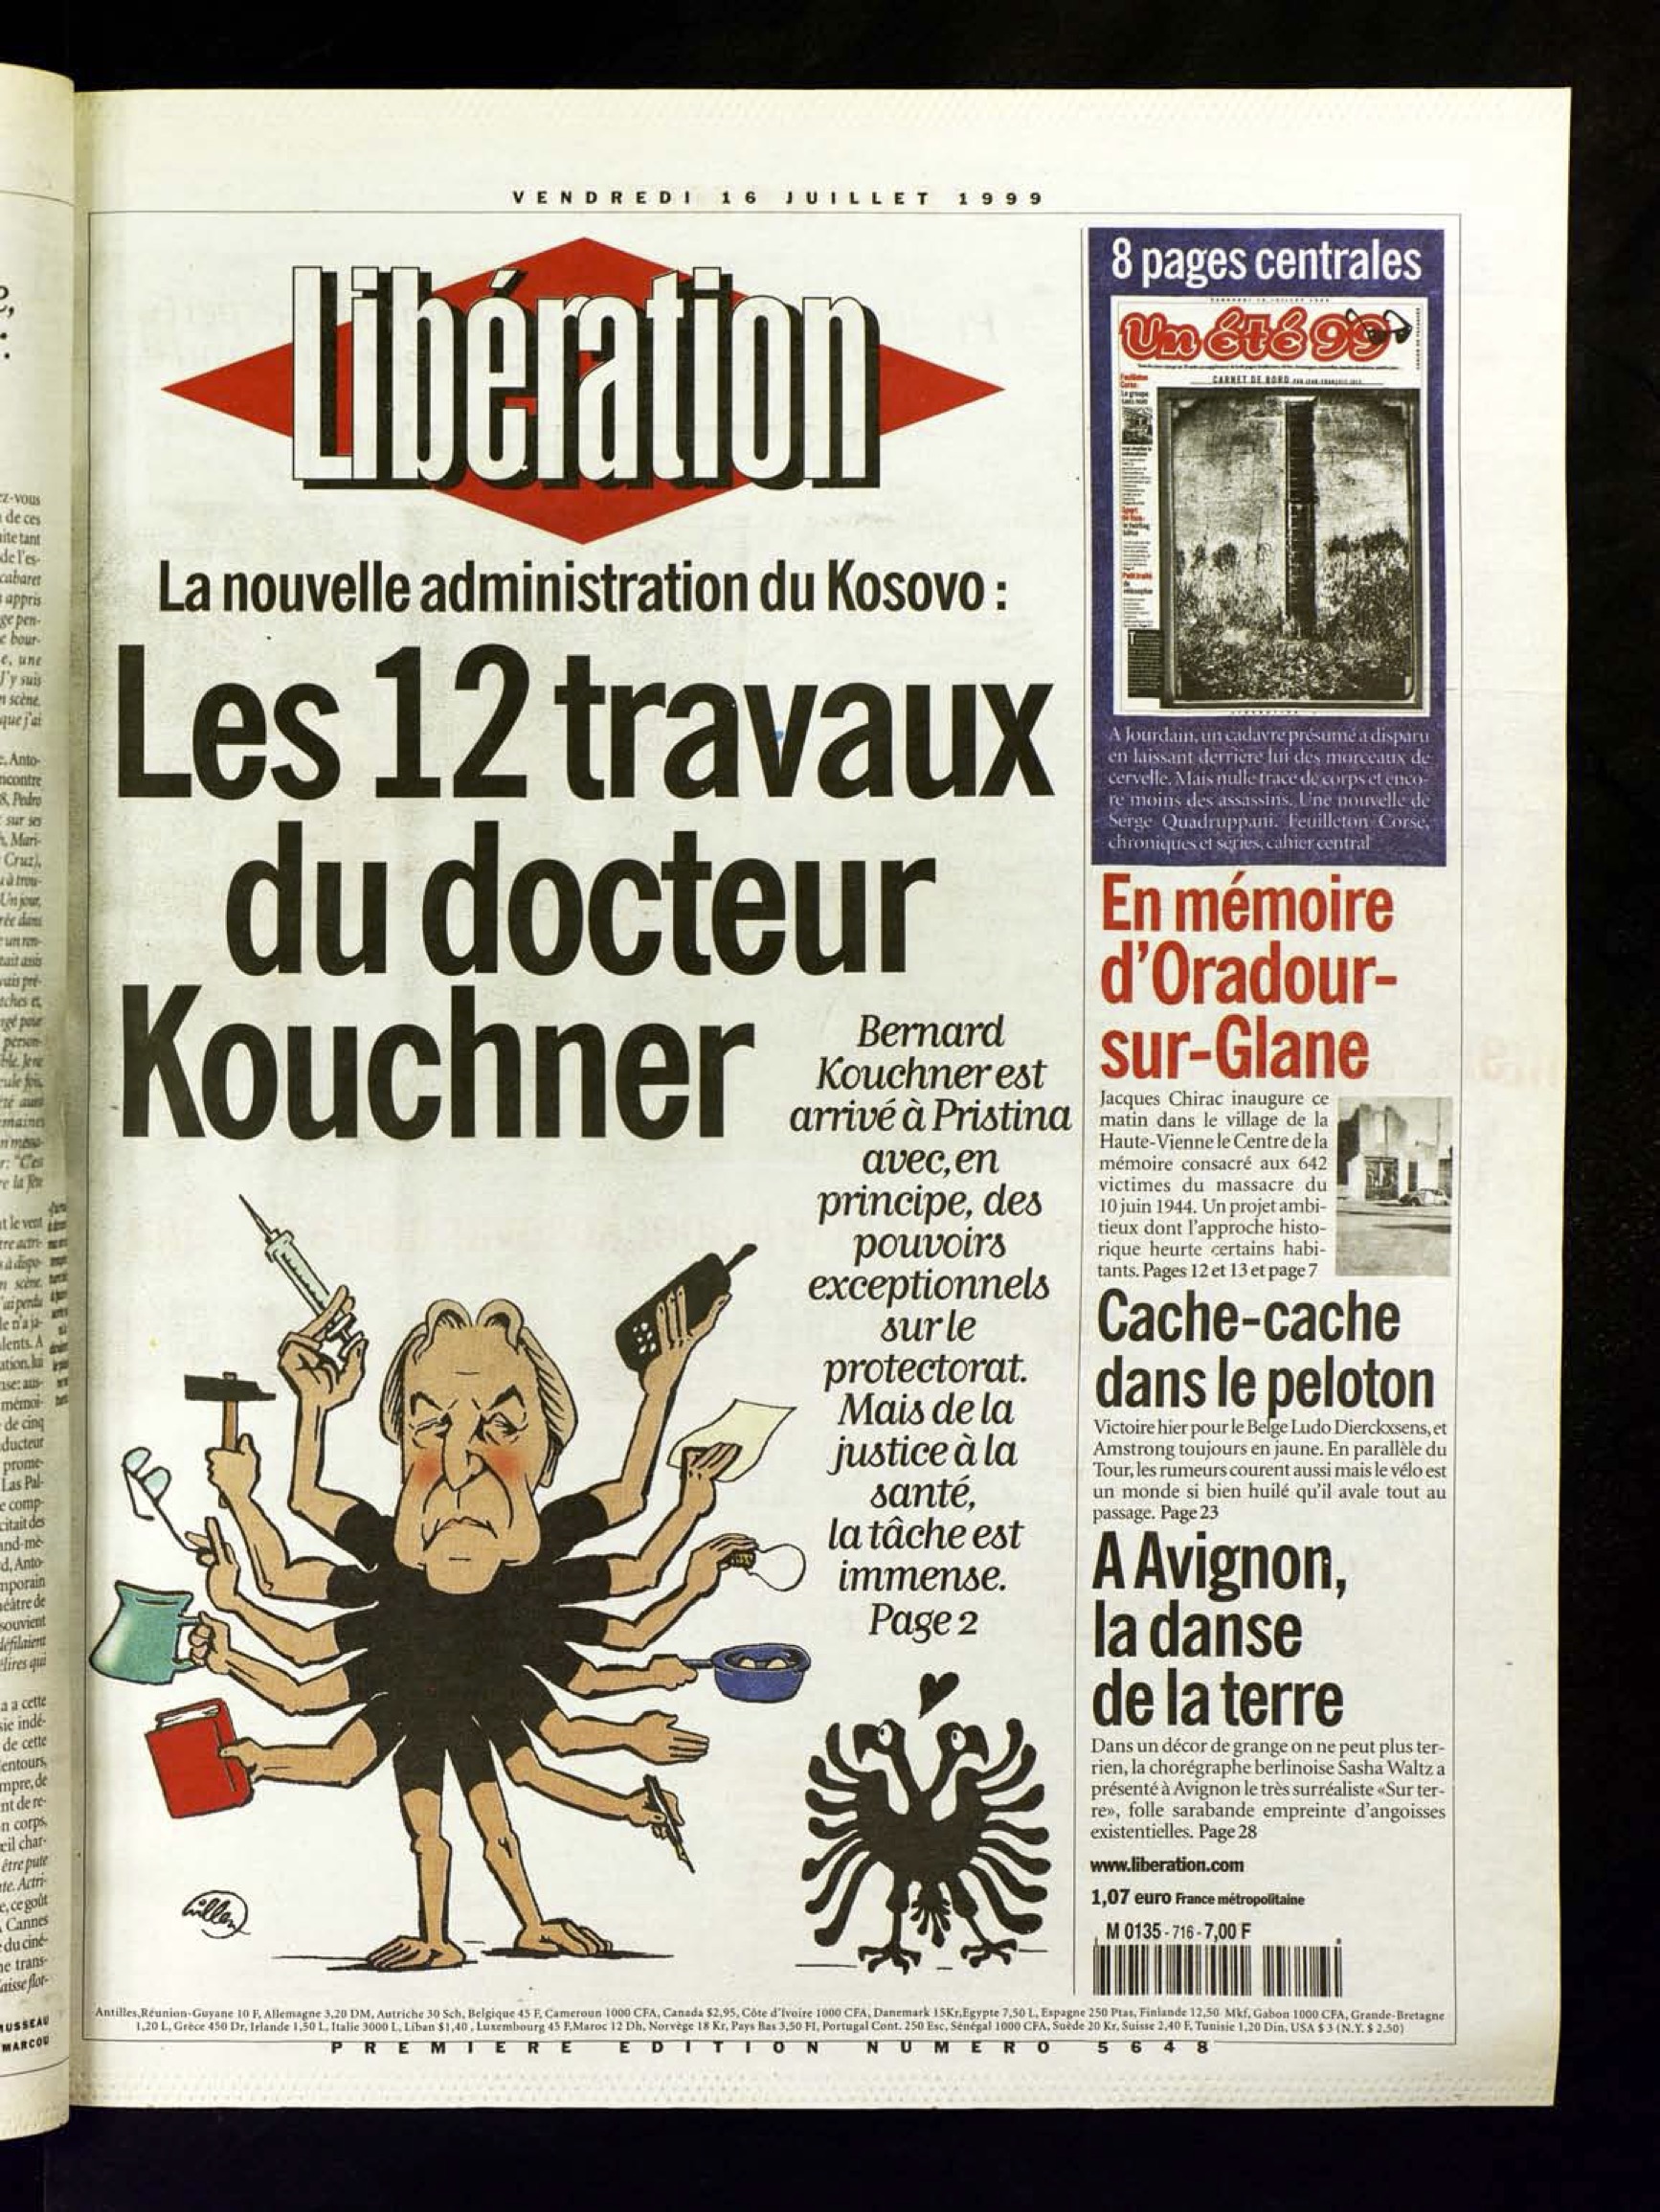 VENDREDI 16 JUILLET 1999
Libération
La nouvelle administration du Kosovo :
Les 12 travaux
du docteur
Kouchner
Bernard
Kouchner est
arrivé à Pristina
avec, en
principe, des
pouvoirs
exceptionnels
sur le
protectorat.
Mais de la
justice à la
santé,
la tâche est
immense.
Page 2
willem
8 pages centrales
Un été 99
CARNET DE BORD
A Jourdain, un cadavre présumé a disparu
en laissant derrière lui des morceaux de
cervelle. Mais nulle trace de corps et enco-
re moins des assassins. Une nouvelle de
Serge Quadruppani. Feuilleton Corse,
chroniques et séries, cahier central
En mémoire
d'Oradour-
sur-Glane
Jacques Chirac inaugure ce
matin dans le village de la
Haute-Vienne le Centre de la
mémoire consacré aux 642
victimes du massacre du
10 juin 1944. Un projet ambi-
tieux dont l'approche histo-
rique heurte certains habi-
tants. Pages 12 et 13 et page 7
Cache-cache
dans le peloton
Victoire hier pour le Belge Ludo Dierckxsens, et
Amstrong toujours en jaune. En parallèle du
Tour, les rumeurs courent aussi mais le vélo est
un monde si bien huilé qu'il avale tout au
passage. Page 23
A Avignon,
la danse
de la terre
Dans un décor de grange on ne peut plus ter-
rien, la chorégraphe berlinoise Sasha Waltz a
présenté à Avignon le très surréaliste «Sur ter-
re», folle sarabande empreinte d'angoisses
existentielles. Page 28
www.liberation.com
1,07 euro France métropolitaine
M 0135 - 716 - 7,00 F
Antilles, Réunion-Guyane 10 F, Allemagne 3,20 DM, Autriche 30 Sch, Belgique 45 F, Cameroun 1000 CFA, Canada $2,95, Côte d'Ivoire 1000 CFA, Danemark 15Kr, Egypte 7,50 L, Espagne 250 Ptas, Finlande 12,50 Mkf, Gabon 1000 CFA, Grande-Bretagne
1,20 L, Grèce 450 Dr, Irlande 1,50 L, Italie 3000 L, Liban $1,40, Luxembourg 45 F, Maroc 12 Dh, Norvège 18 Kr, Pays Bas 3,50 Fl, Portugal Cont. 250 Esc, Sénégal 1000 CFA, Suède 20 Kr, Suisse 2,40 F, Tunisie 1,20 Din, USA $ 3 (N.Y. $ 2,50)
PREMIERE EDITION NUMERO 5648